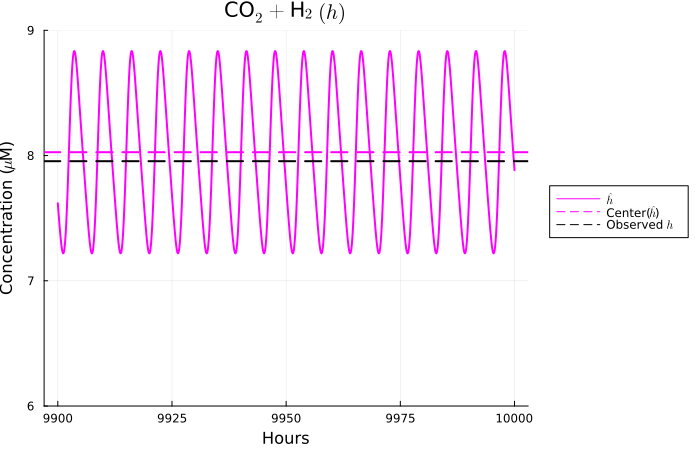 CO₂ + H₂ (h)
Concentration (μM)
9
8
7
6
9900 9925 9950 9975 10000
Hours
ĥ
Center(ĥ)
Observed h